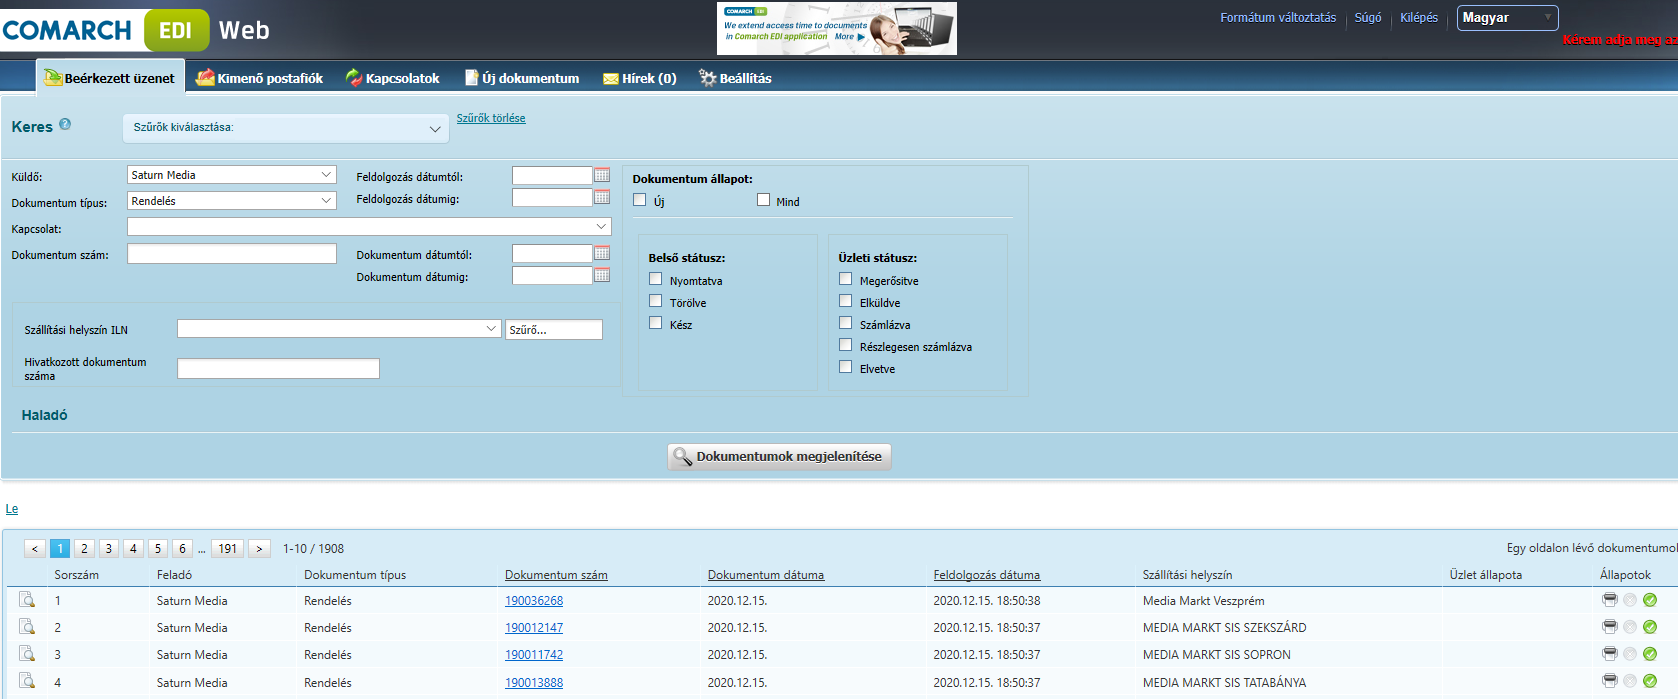 COMARCH EDI Web
COMARCH EDI
We extend access time to documents
in Comarch EDI application More
Formátum változtatás Súgó Kilépés Magyar
Kérem adja meg az
Beérkezett üzenet Kimenő postafiók Kapcsolatok Új dokumentum Hírek (0) Beállítás
Keres ? Szűrők kiválasztása: Szűrők törlése
Küldő: Saturn Media Feldolgozás dátumtól:
Dokumentum típus: Rendelés Feldolgozás dátumig:
Kapcsolat:
Dokumentum szám: Dokumentum dátumtól:
Dokumentum dátumig:
Szállítási helyszín ILN Szűrő...
Hivatkozott dokumentum
száma
Dokumentum állapot:
Új Mind
Belső státusz:
Nyomtatva
Törölve
Kész
Üzleti státusz:
Megerősitve
Elküldve
Számlázva
Részlegesen számlázva
Elvetve
Haladó
Dokumentumok megjelenítése
Le
< 1 2 3 4 5 6 ... 191 > 1-10 / 1908 Egy oldalon lévő dokumentumok
Sorszám Feladó Dokumentum típus Dokumentum szám Dokumentum dátuma Feldolgozás dátuma Szállítási helyszín Üzlet állapota Állapotok
1 Saturn Media Rendelés 190036268 2020.12.15. 2020.12.15. 18:50:38 Media Markt Veszprém
2 Saturn Media Rendelés 190012147 2020.12.15. 2020.12.15. 18:50:37 MEDIA MARKT SIS SZEKSZÁRD
3 Saturn Media Rendelés 190011742 2020.12.15. 2020.12.15. 18:50:37 MEDIA MARKT SIS SOPRON
4 Saturn Media Rendelés 190013888 2020.12.15. 2020.12.15. 18:50:37 MEDIA MARKT SIS TATABÁNYA